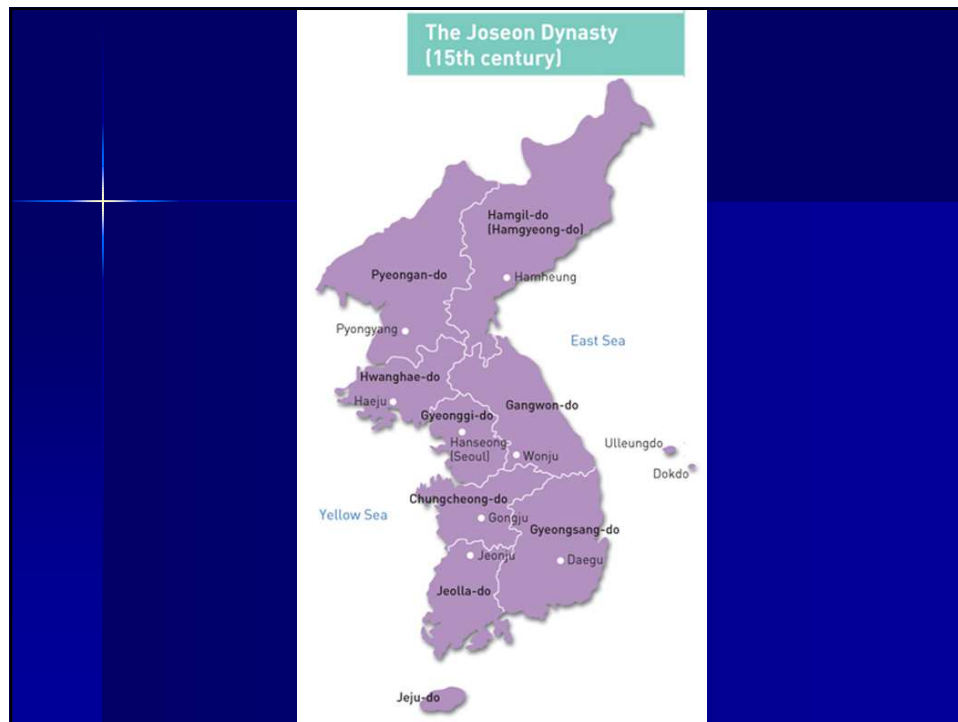 The Joseon Dynasty
(15th century)
Hamgil-do
(Hamgyeong-do)
Pyeongan-do
Hamheung
Pyongyang
East Sea
Hwanghae-do
Haeju
Gangwon-do
Gyeonggi-do
Hanseong
(Seoul)
Wonju
Ulleungdo
Dokdo
Chungcheong-do
Yellow Sea
Gongju
Gyeongsang-do
Jeonju
Daegu
Jeolla-do
Jeju-do